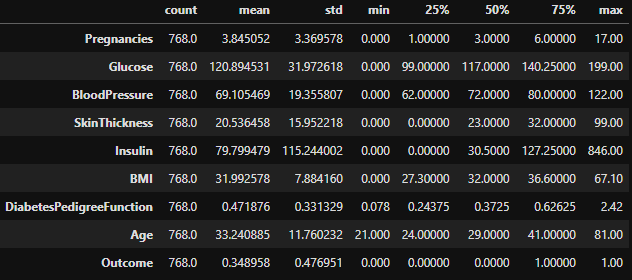 count mean std min 25% 50% 75% max
Pregnancies 768.0 3.845052 3.369578 0.000 1.00000 3.0000 6.00000 17.00
Glucose 768.0 120.894531 31.972618 0.000 99.00000 117.0000 140.25000 199.00
BloodPressure 768.0 69.105469 19.355807 0.000 62.00000 72.0000 80.00000 122.00
SkinThickness 768.0 20.536458 15.952218 0.000 0.00000 23.0000 32.00000 99.00
Insulin 768.0 79.799479 115.244002 0.000 0.00000 30.5000 127.25000 846.00
BMI 768.0 31.992578 7.884160 0.000 27.30000 32.0000 36.60000 67.10
DiabetesPedigreeFunction 768.0 0.471876 0.331329 0.078 0.24375 0.3725 0.62625 2.42
Age 768.0 33.240885 11.760232 21.000 24.00000 29.0000 41.00000 81.00
Outcome 768.0 0.348958 0.476951 0.000 0.00000 0.0000 1.00000 1.00